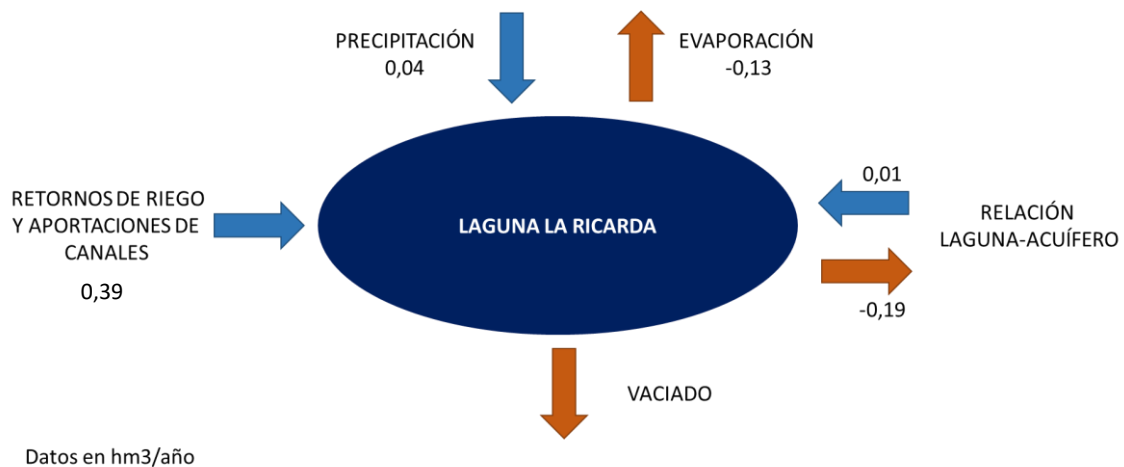 PRECIPITACIÓN
0,04
EVAPORACIÓN
-0,13
RETORNOS DE RIEGO
Y APORTACIONES DE
CANALES
0,39
LAGUNA LA RICARDA
0,01
RELACIÓN
LAGUNA-ACUÍFERO
-0,19
VACIADO
Datos en hm3/año